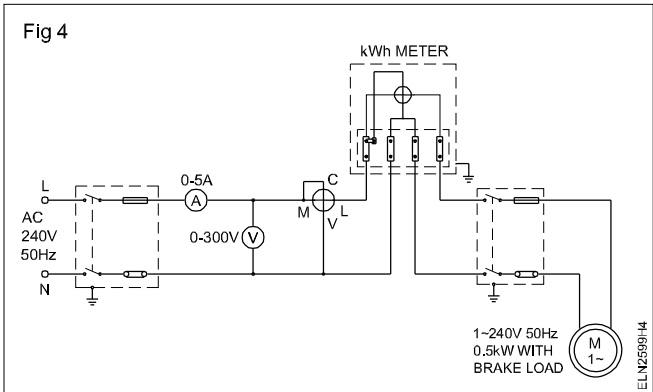 Fig 4
kWh METER
L
AC
240V
50Hz
N
0-5A
A
0-300V
V
C
M
L
V
1~240V 50Hz
0.5kW WITH
BRAKE LOAD
M
1~
ELN2599H4